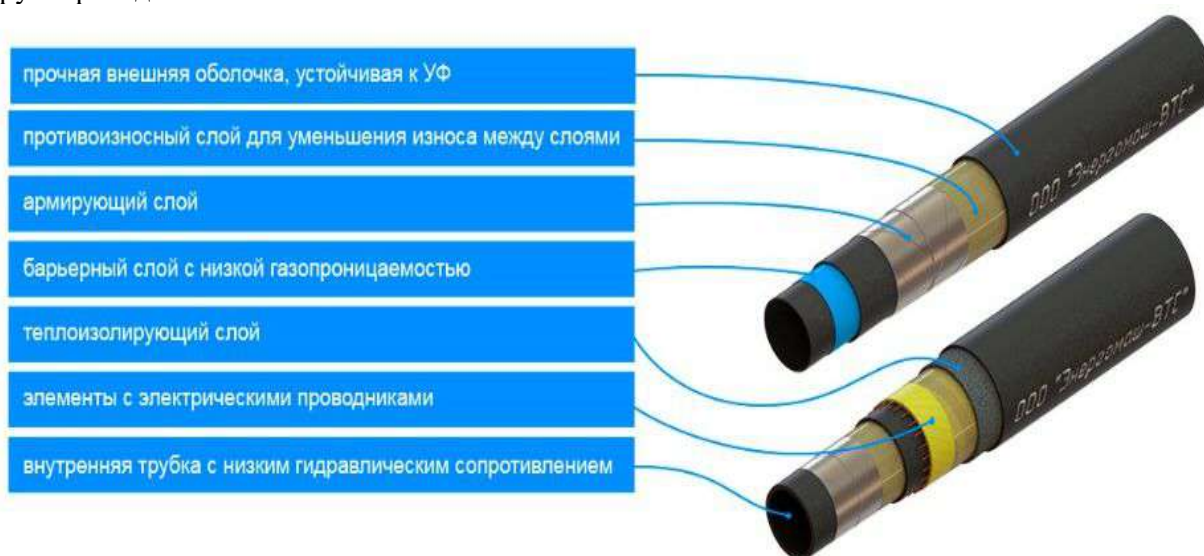 прочная внешняя оболочка, устойчивая к УФ
противоизносный слой для уменьшения износа между слоями
армирующий слой
барьерный слой с низкой газопроницаемостью
теплоизолирующий слой
элементы с электрическими проводниками
внутренняя трубка с низким гидравлическим сопротивлением
ООО "Энергомаш-ВТС"
ООО "Энергомаш-ВТС"